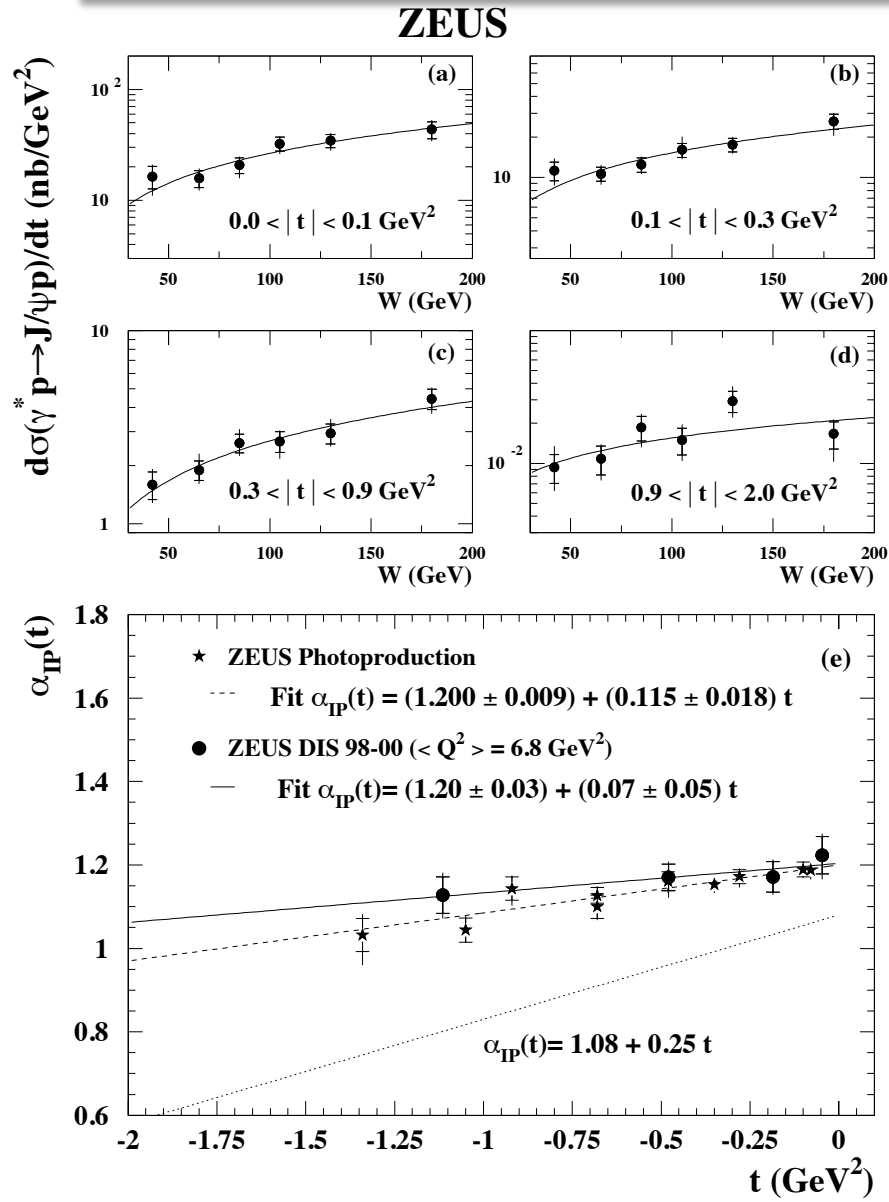 ZEUS
dσ(γ* p→J/ψp)/dt (nb/GeV²)
(a)
10²
10
0.0 < | t | < 0.1 GeV²
50 100 150 200
W (GeV)
(b)
10
0.1 < | t | < 0.3 GeV²
50 100 150 200
W (GeV)
(c)
10
1
0.3 < | t | < 0.9 GeV²
50 100 150 200
W (GeV)
(d)
10⁻²
0.9 < | t | < 2.0 GeV²
50 100 150 200
W (GeV)
α_IP(t)
(e)
1.8
1.6
1.4
1.2
1
0.8
0.6
★ ZEUS Photoproduction
Fit α_IP(t) = (1.200 ± 0.009) + (0.115 ± 0.018) t
● ZEUS DIS 98-00 (< Q² > = 6.8 GeV²)
Fit α_IP(t)= (1.20 ± 0.03) + (0.07 ± 0.05) t
α_IP(t)= 1.08 + 0.25 t
-2 -1.75 -1.5 -1.25 -1 -0.75 -0.5 -0.25 0
t (GeV²)